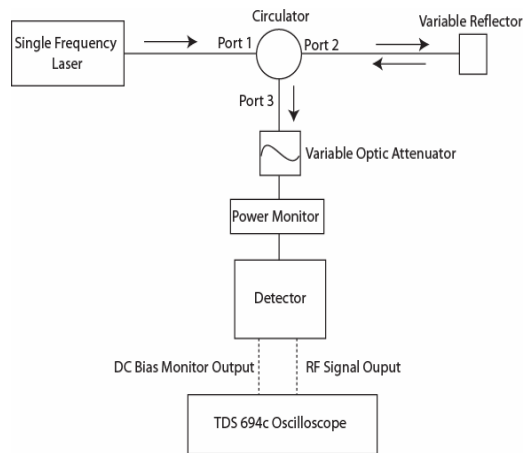 Circulator
Variable Reflector
Single Frequency
Laser
Port 1
Port 2
Port 3
Variable Optic Attenuator
Power Monitor
Detector
DC Bias Monitor Output
RF Signal Ouput
TDS 694c Oscilloscope